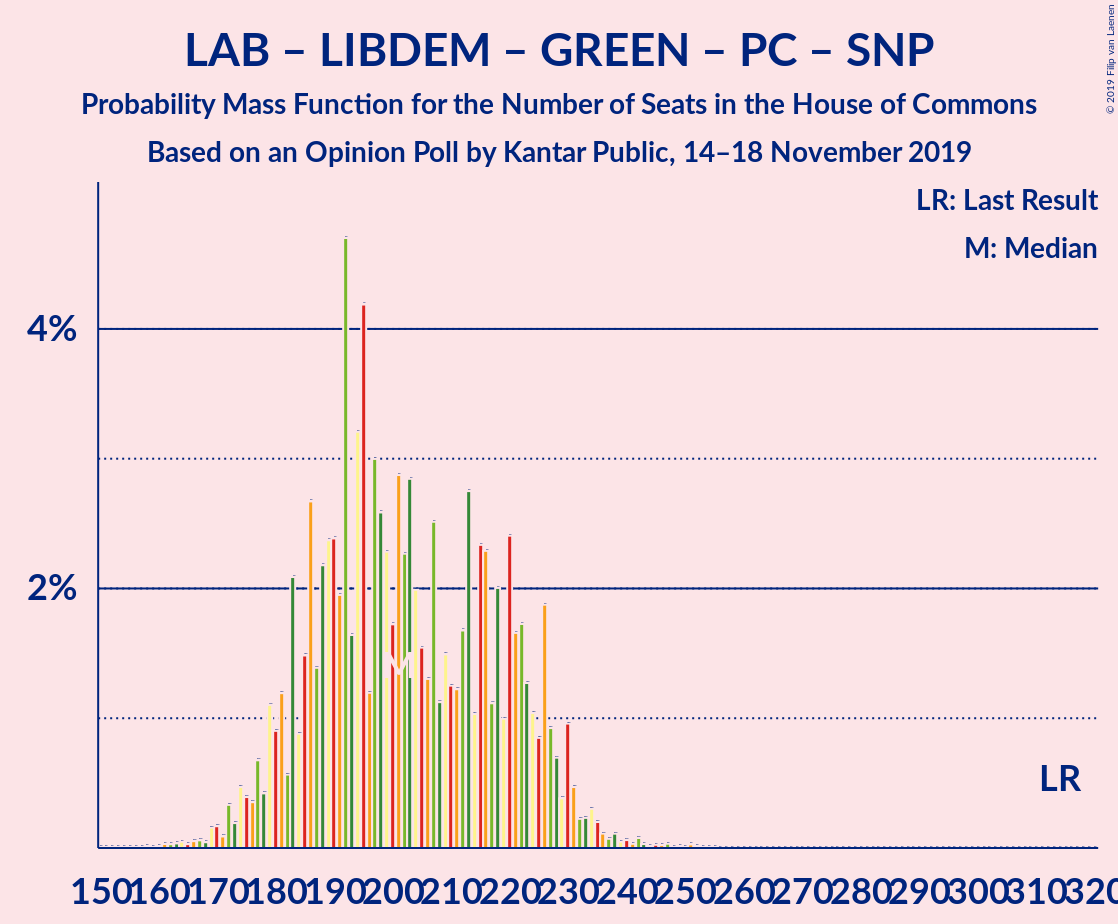 LAB – LIBDEM – GREEN – PC – SNP
Probability Mass Function for the Number of Seats in the House of Commons
Based on an Opinion Poll by Kantar Public, 14–18 November 2019
© 2019 Filip van Laenen
LR: Last Result
M: Median
4%
2%
M
LR
150 160 170 180 190 200 210 220 230 240 250 260 270 280 290 300 310 320